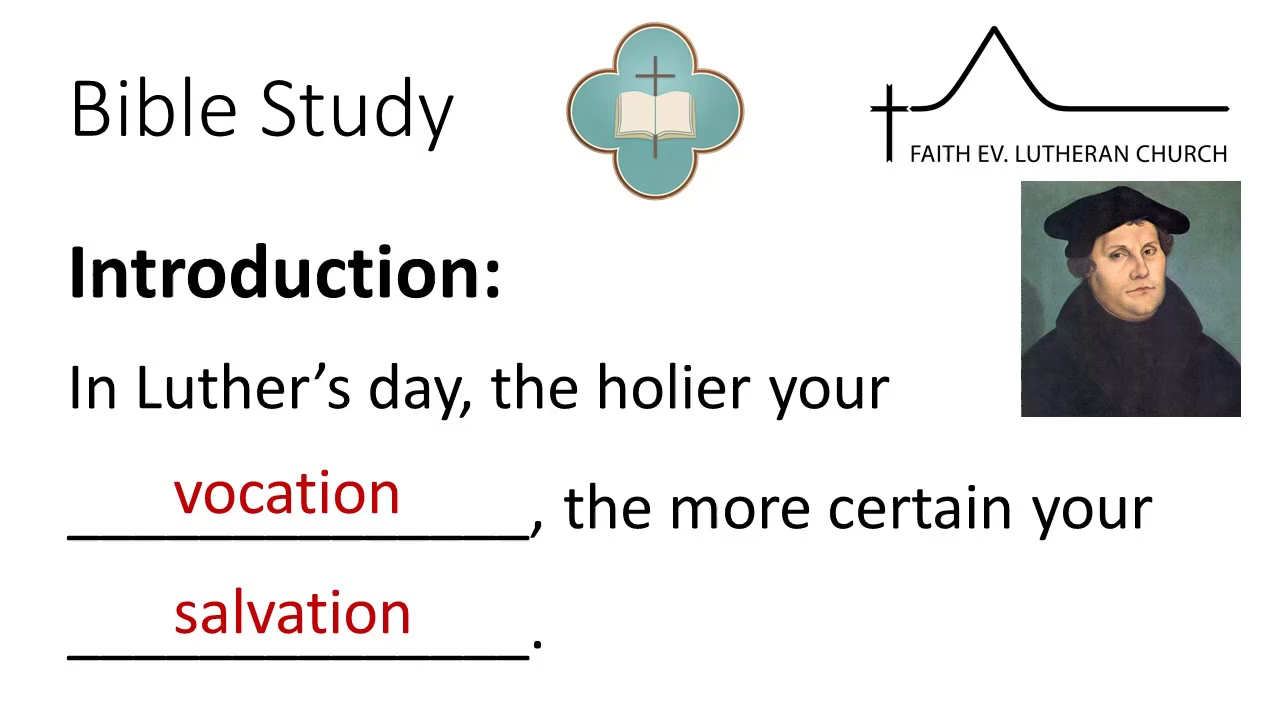 Bible Study
FAITH EV. LUTHERAN CHURCH
Introduction:
In Luther’s day, the holier your
vocation, the more certain your
salvation.